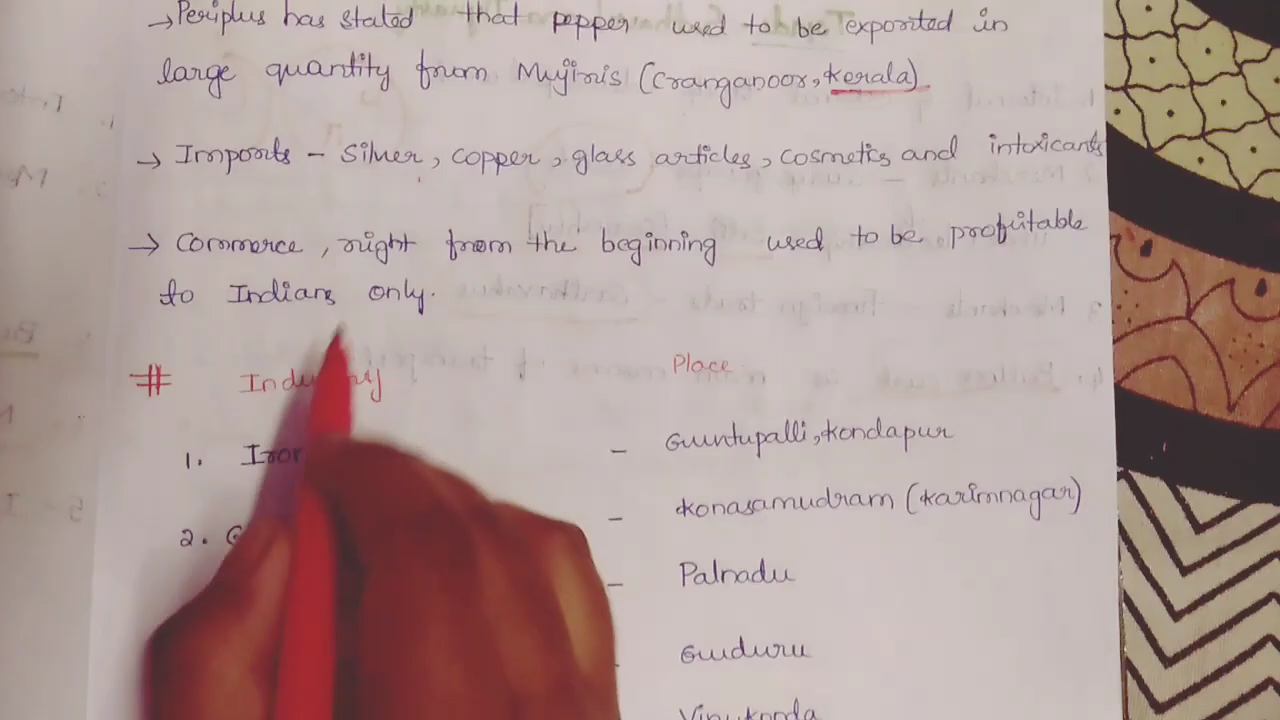 → Periplus has stated that pepper used to be exported in
large quantity from Mujiris (Cranganoor, Kerala)
→ Imports - Silver, copper, glass articles, cosmetics and intoxicants
→ Commerce, right from the beginning used to be profitable
to Indians only.
# Place
1. - Guntupalli, Kondapur
2. - Konasamudram (Karimnagar)
- Palnadu
Guduru
Vinukonda